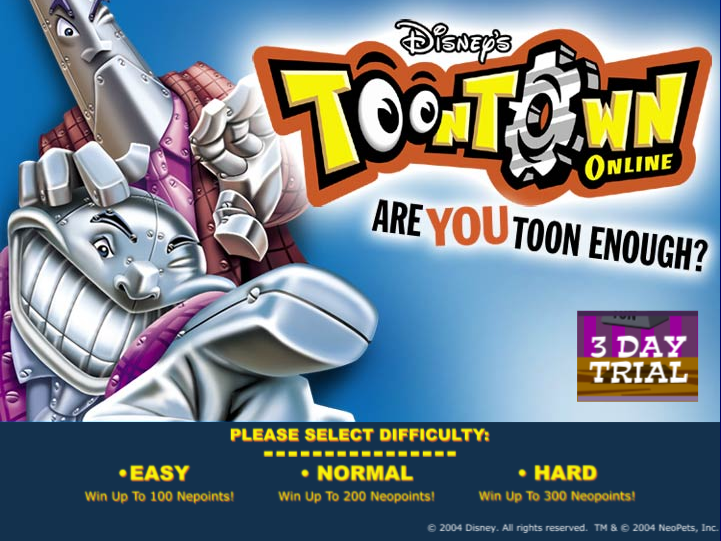 Disney's
TOONTOWN
ONLINE
ARE YOU TOON ENOUGH?
3 DAY
TRIAL
PLEASE SELECT DIFFICULTY:
----------------
•EASY
• NORMAL
• HARD
Win Up To 100 Nepoints!
Win Up To 200 Neopoints!
Win Up To 300 Neopoints!
© 2004 Disney. All rights reserved. TM & © 2004 NeoPets, Inc.